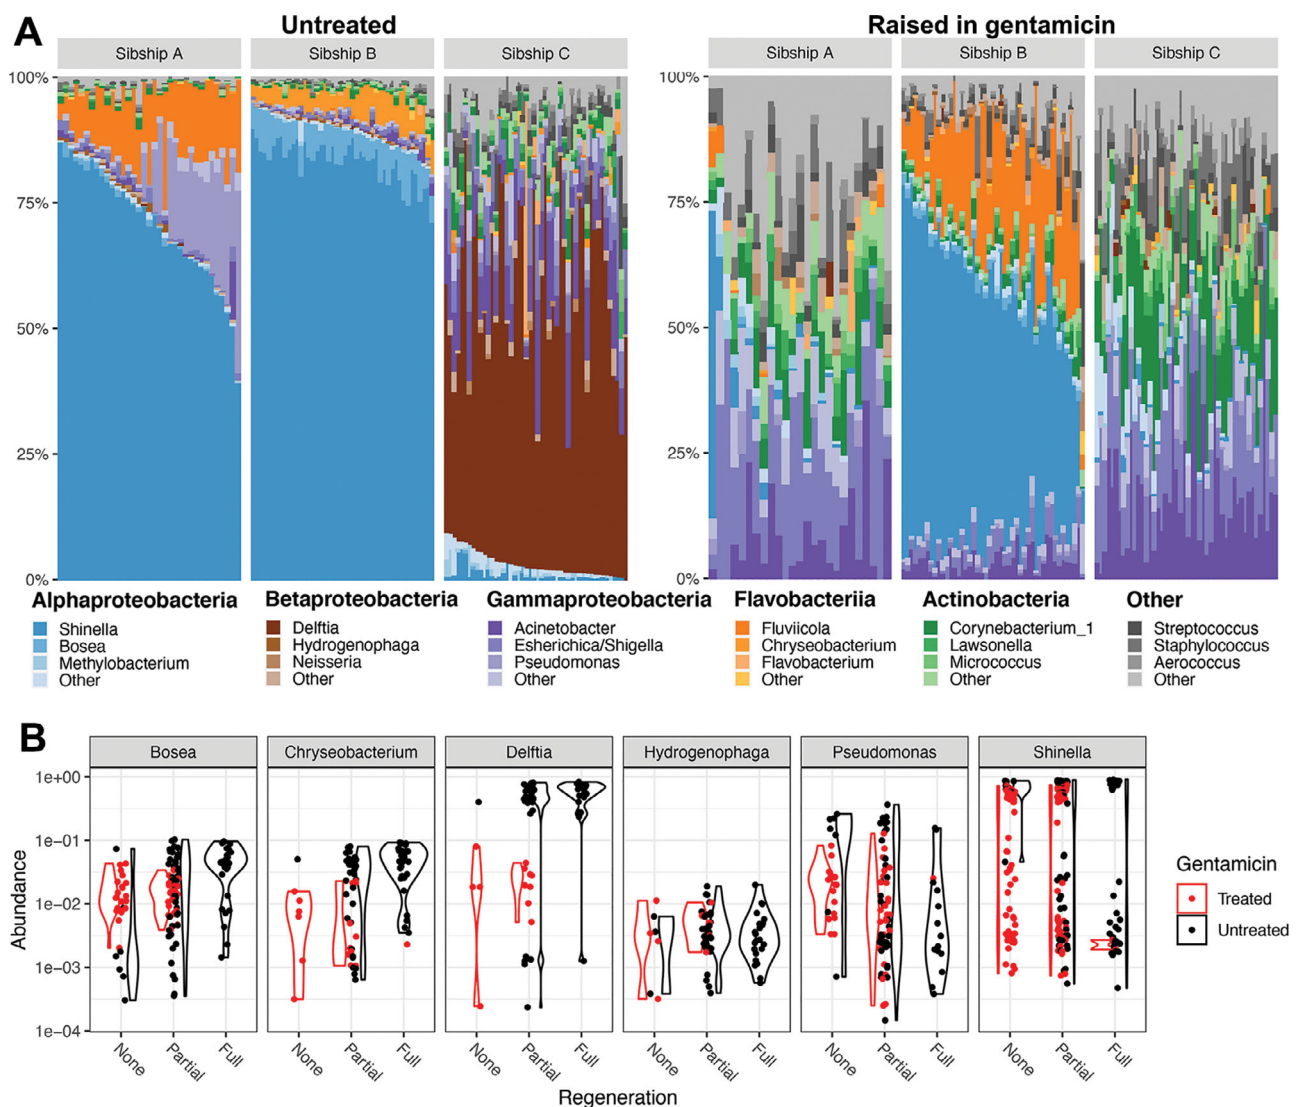 A
Untreated
Raised in gentamicin
Sibship A
Sibship B
Sibship C
Sibship A
Sibship B
Sibship C
100%
75%
50%
25%
0%
100%
75%
50%
25%
0%
Alphaproteobacteria
Shinella
Bosea
Methylobacterium
Other
Betaproteobacteria
Delftia
Hydrogenophaga
Neisseria
Other
Gammaproteobacteria
Acinetobacter
Esherichica/Shigella
Pseudomonas
Other
Flavobacteriia
Fluviicola
Chryseobacterium
Flavobacterium
Other
Actinobacteria
Corynebacterium_1
Lawsonella
Micrococcus
Other
Other
Streptococcus
Staphylococcus
Aerococcus
Other
B
Bosea
Chryseobacterium
Delftia
Hydrogenophaga
Pseudomonas
Shinella
Abundance
1e+00
1e-01
1e-02
1e-03
1e-04
None
Partial
Full
None
Partial
Full
None
Partial
Full
None
Partial
Full
None
Partial
Full
None
Partial
Full
Regeneration
Gentamicin
Treated
Untreated